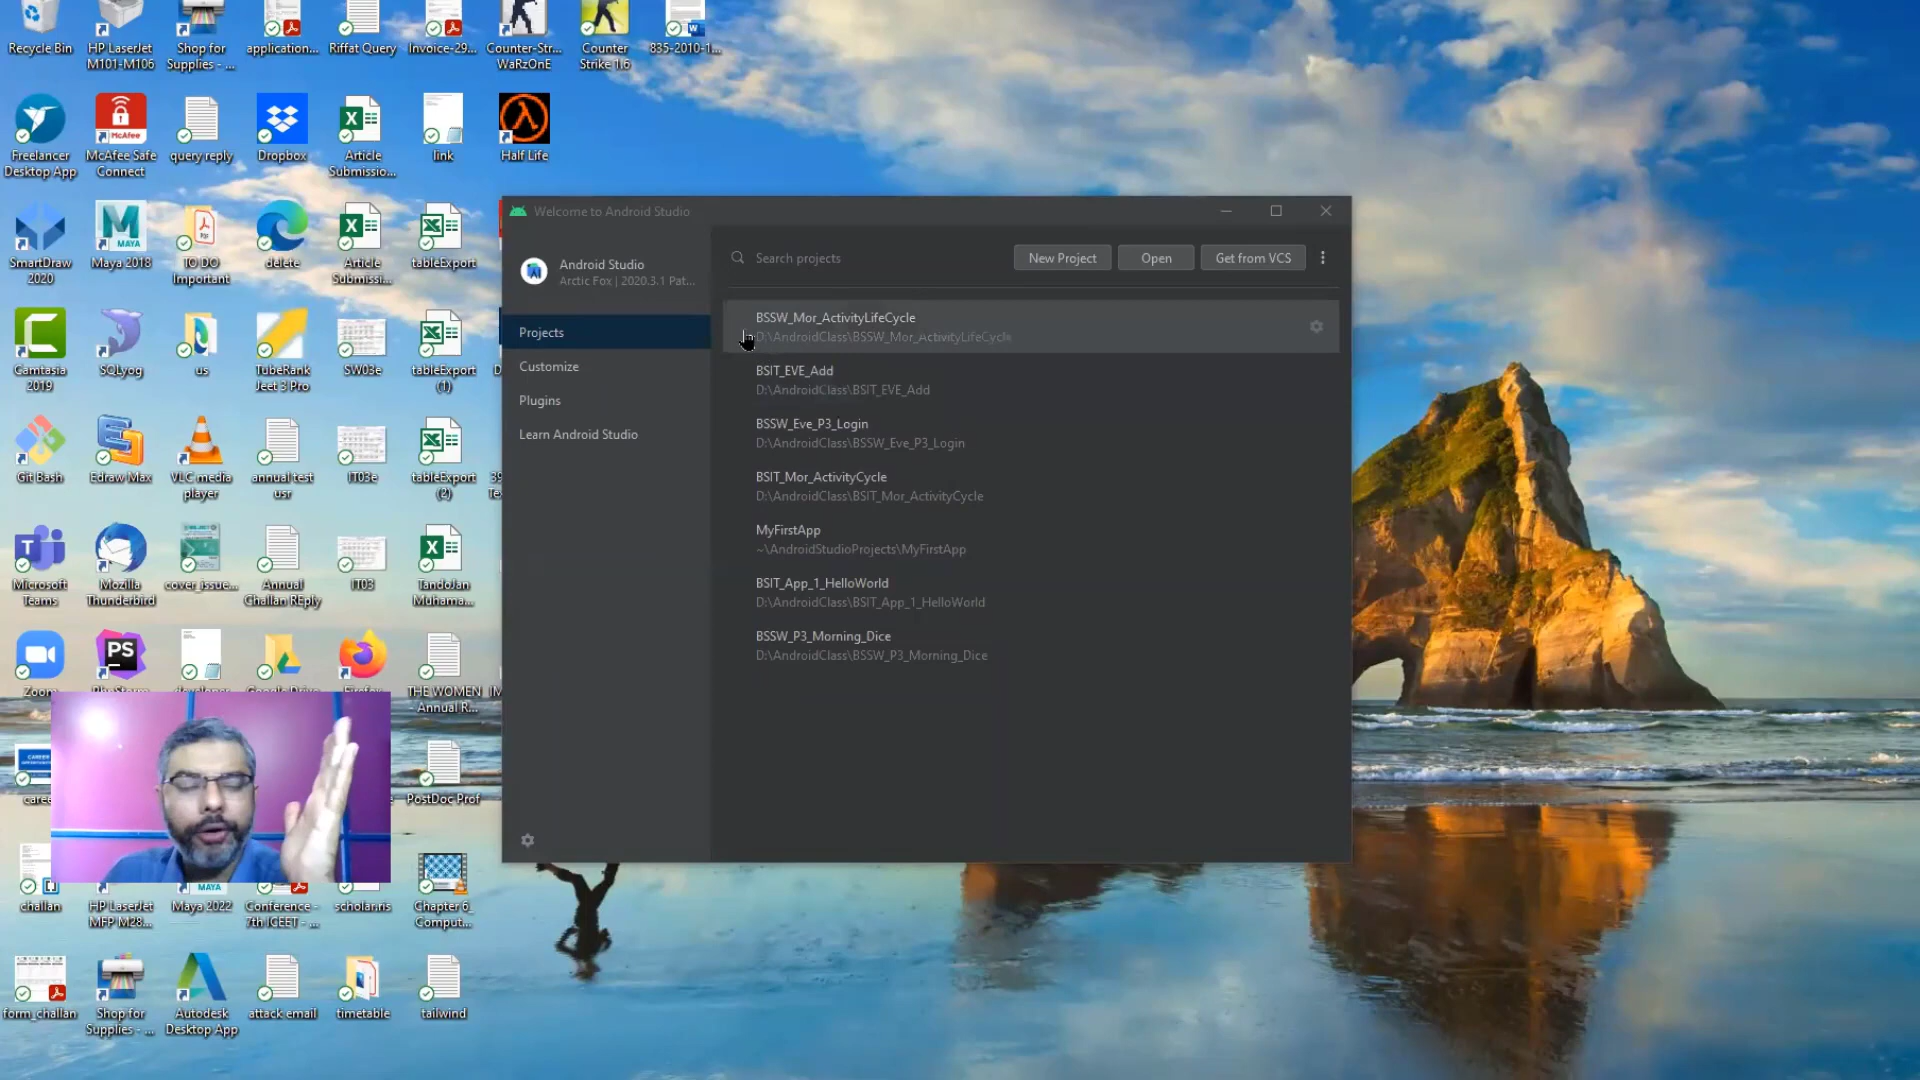 Recycle Bin
HP LaserJet
M101-M106
Shop for
Supplies - ...
application...
Riffat Query
Invoice-29...
Counter-Str...
WaRzOnE
Counter
Strike 1.6
835-2010-1...
Freelancer
Desktop App
McAfee
McAfee Safe
Connect
query reply
Dropbox
Article
Submissio...
link
Half Life
SmartDraw
2020
MAYA
Maya 2018
TO DO
Important
delete
Article
Submissi...
tableExport
Camtasia
2019
SQLyog
us
TubeRank
Jeet 3 Pro
SW03e
tableExport
(1)
Git Bash
Edraw Max
VLC media
player
annual test
usr
IT03e
tableExport
(2)
Microsoft
Teams
Mozilla
Thunderbird
cover_issue...
Annual
Challan REply
IT03
TandoJan
Muhama...
Zoom
PS
THE WOMEN
- Annual R...
PostDoc Prof
challan
HP LaserJet
MFP M28...
MAYA
Maya 2022
Conference -
7th ICEET - ...
scholar.ris
Chapter 6_
Comput...
form_challan
Shop for
Supplies - ...
Autodesk
Desktop App
attack email
timetable
tailwind
Welcome to Android Studio
Android Studio
Arctic Fox | 2020.3.1 Pat...
Projects
Customize
Plugins
Learn Android Studio
Search projects
New Project
Open
Get from VCS
BSSW_Mor_ActivityLifeCycle
D:\AndroidClass\BSSW_Mor_ActivityLifeCycle
BSIT_EVE_Add
D:\AndroidClass\BSIT_EVE_Add
BSSW_Eve_P3_Login
D:\AndroidClass\BSSW_Eve_P3_Login
BSIT_Mor_ActivityCycle
D:\AndroidClass\BSIT_Mor_ActivityCycle
MyFirstApp
~\AndroidStudioProjects\MyFirstApp
BSIT_App_1_HelloWorld
D:\AndroidClass\BSIT_App_1_HelloWorld
BSSW_P3_Morning_Dice
D:\AndroidClass\BSSW_P3_Morning_Dice